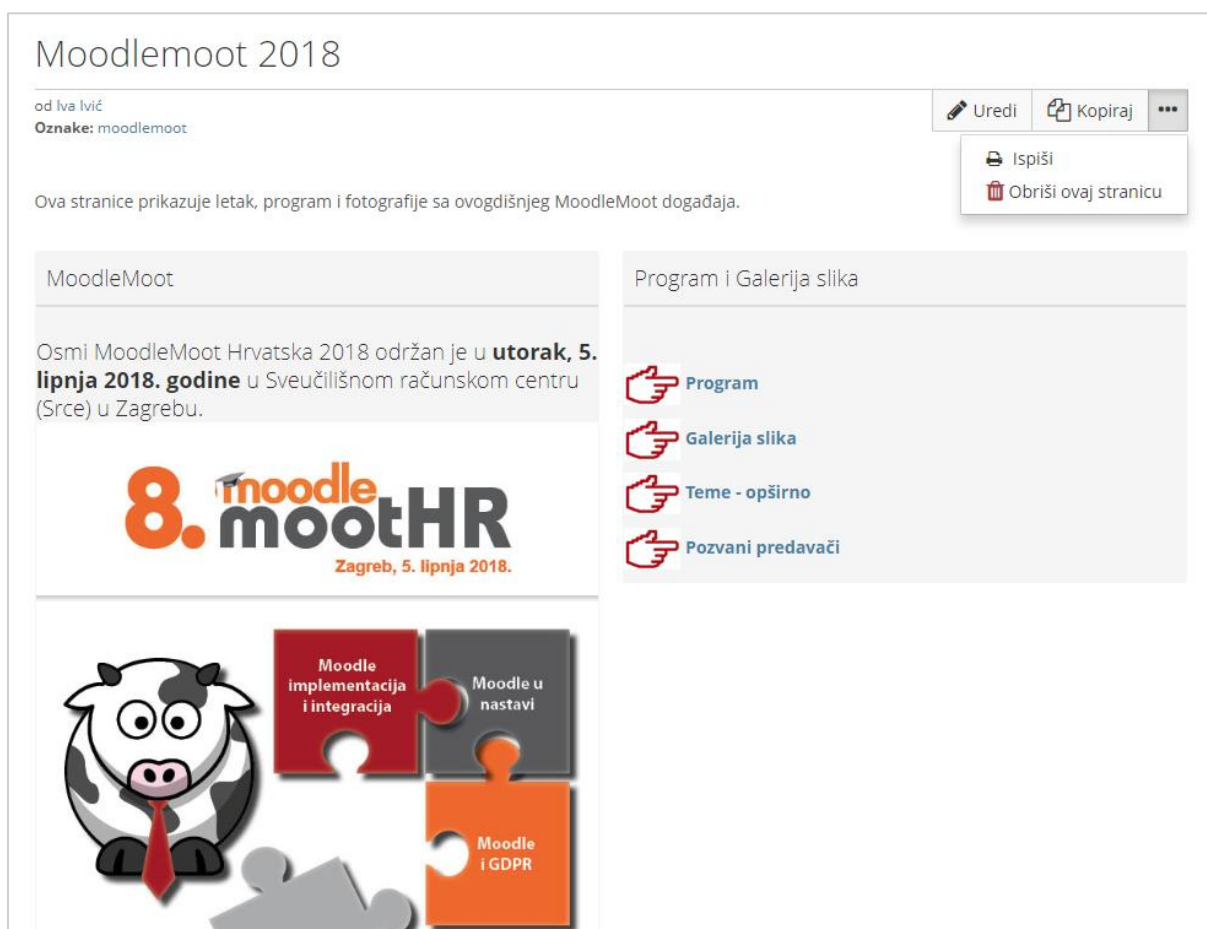 Moodlemoot 2018
od Iva Ivić
Oznake: moodlemoot
Uredi
Kopiraj
•••
Ispiši
Obriši ovaj stranicu
Ova stranice prikazuje letak, program i fotografije sa ovogdišnjeg MoodleMoot događaja.
MoodleMoot
Osmi MoodleMoot Hrvatska 2018 održan je u utorak, 5.
lipnja 2018. godine u Sveučilišnom računskom centru
(Srce) u Zagrebu.
8. moodle
mootHR
Zagreb, 5. lipnja 2018.
Moodle
implementacija
i integracija
Moodle u
nastavi
Moodle
i GDPR
Program i Galerija slika
Program
Galerija slika
Teme - opširno
Pozvani predavači